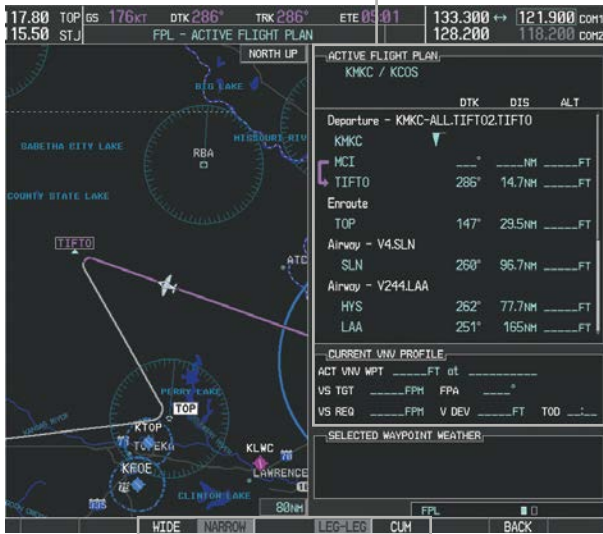 117.80 TOP GS 176KT DTK 286° TRK 286° ETE 05:01 133.300 ↔ 121.900 COM1
115.50 STJ FPL - ACTIVE FLIGHT PLAN 128.200 118.200 COM2
NORTH UP
BIG LAKE
MISSOURI RIV
RBA
SABETHA CITY LAKE
COUNTY STATE LAKE
TIFTO
ATC
PERRY LAKE
TOP
KTOP
TOPEKA
KANSAS RIVER
KLWC
LAWRENCE
KFOE
CLINTON LAKE
80NM
ACTIVE FLIGHT PLAN
KMKC / KCOS
DTK DIS ALT
Departure - KMKC-ALL.TIFTO2.TIFTO
KMKC
MCI ___° ____NM _____FT
TIFTO 286° 14.7NM _____FT
Enroute
TOP 147° 29.5NM _____FT
Airway - V4.SLN
SLN 260° 96.7NM _____FT
Airway - V244.LAA
HYS 262° 77.7NM _____FT
LAA 251° 165NM _____FT
CURRENT VNV PROFILE
ACT VNV WPT _____FT at __________
VS TGT _____FPM FPA ____°
VS REQ _____FPM V DEV _____FT TOD __:__
SELECTED WAYPOINT WEATHER
FPL
WIDE NARROW LEG-LEG CUM BACK